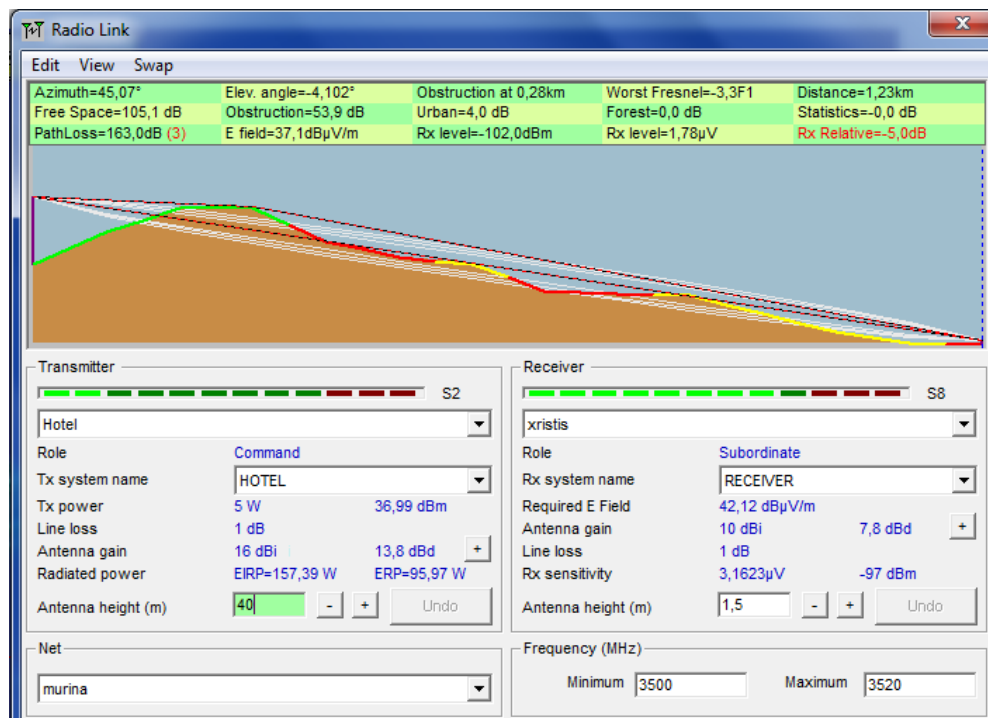 Radio Link
Edit View Swap
Azimuth=45,07° Elev. angle=-4,102° Obstruction at 0,28km Worst Fresnel=-3,3F1 Distance=1,23km
Free Space=105,1 dB Obstruction=53,9 dB Urban=4,0 dB Forest=0,0 dB Statistics=-0,0 dB
PathLoss=163,0dB (3) E field=37,1dBµV/m Rx level=-102,0dBm Rx level=1,78µV Rx Relative=-5,0dB
Transmitter
S2
Hotel
Role Command
Tx system name HOTEL
Tx power 5 W 36,99 dBm
Line loss 1 dB
Antenna gain 16 dBi 13,8 dBd +
Radiated power EIRP=157,39 W ERP=95,97 W
Antenna height (m) 40 - + Undo
Net
murina
Receiver
S8
xristis
Role Subordinate
Rx system name RECEIVER
Required E Field 42,12 dBµV/m
Antenna gain 10 dBi 7,8 dBd +
Line loss 1 dB
Rx sensitivity 3,1623µV -97 dBm
Antenna height (m) 1,5 - + Undo
Frequency (MHz)
Minimum 3500 Maximum 3520